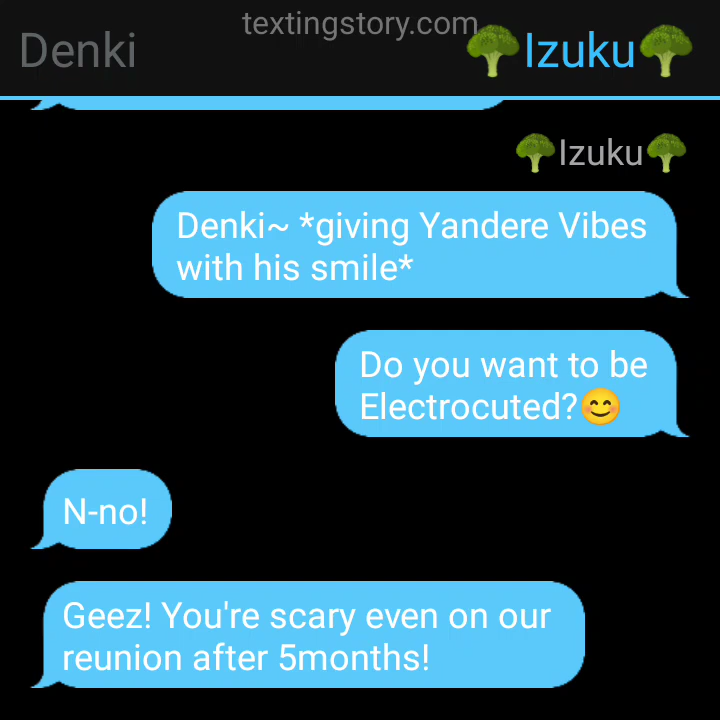 textingstory.com
Denki
🥦Izuku🥦
🥦Izuku🥦
Denki~ *giving Yandere Vibes
with his smile*
Do you want to be
Electrocuted?😊
N-no!
Geez! You're scary even on our
reunion after 5months!